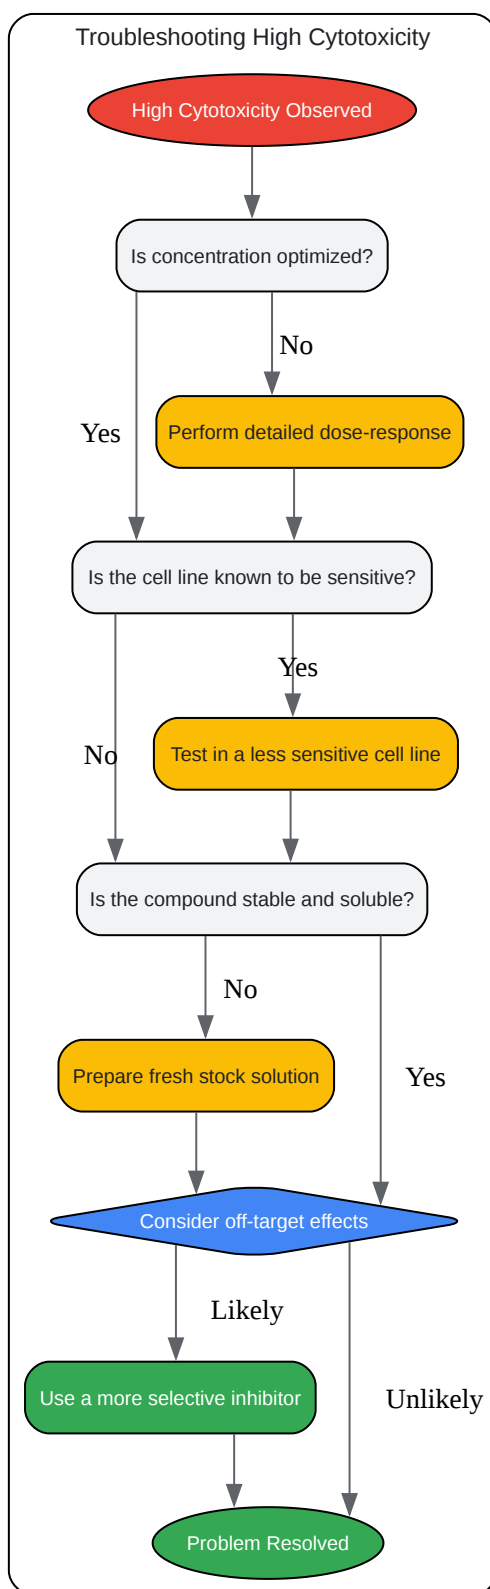 Troubleshooting High Cytotoxicity
High Cytotoxicity Observed
Is concentration optimized?
No
Yes
Perform detailed dose-response
Is the cell line known to be sensitive?
Yes
No
Test in a less sensitive cell line
Is the compound stable and soluble?
No
Prepare fresh stock solution
Yes
Consider off-target effects
Likely
Use a more selective inhibitor
Unlikely
Problem Resolved